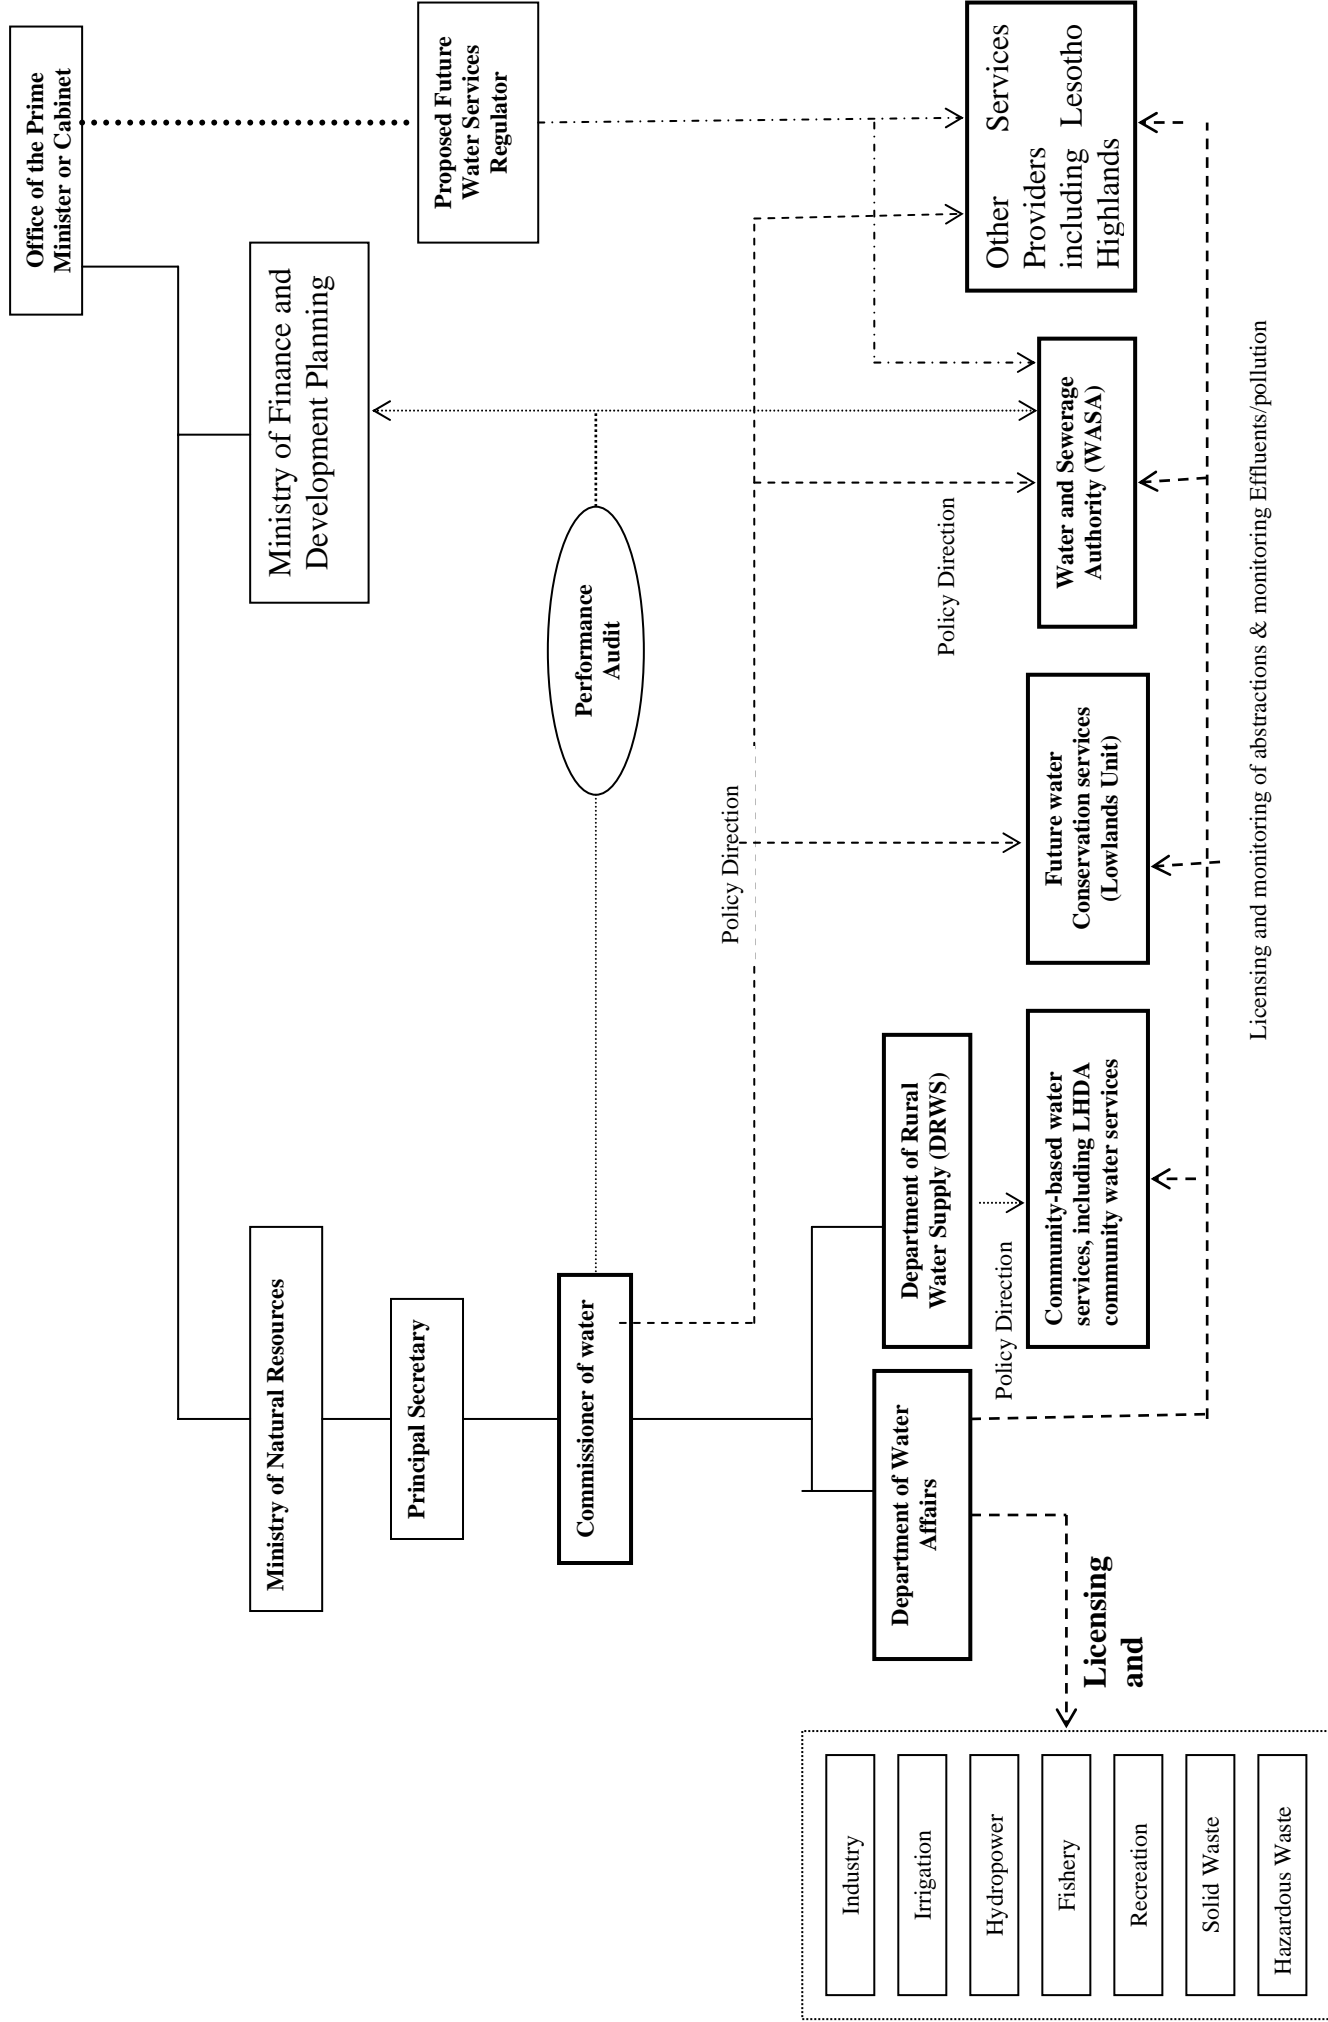 Office of the Prime
Minister or Cabinet
Ministry of Natural Resources
Ministry of Finance and
Development Planning
Principal Secretary
Proposed Future
Water Services
Regulator
Commissioner of water
Performance
Audit
Policy Direction
Department of Water
Affairs
Department of Rural
Water Supply (DRWS)
Policy Direction
Policy Direction
Community-based water
services, including LHDA
community water services
Future water
Conservation services
(Lowlands Unit)
Water and Sewerage
Authority (WASA)
Other Services
Providers
including Lesotho
Highlands
Licensing
and
Industry
Irrigation
Hydropower
Fishery
Recreation
Solid Waste
Hazardous Waste
Licensing and monitoring of abstractions & monitoring Effluents/pollution